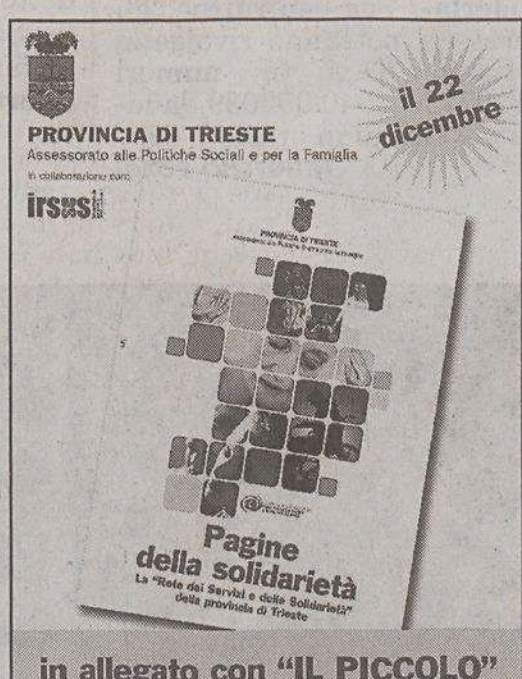 il 22
dicembre
PROVINCIA DI TRIESTE
Assessorato alle Politiche Sociali e per la Famiglia
in collaborazione con:
irsses
PROVINCIA DI TRIESTE
Pagine
della solidarietà
La "Rete dei Servizi e della Solidarietà"
della provincia di Trieste
in allegato con "IL PICCOLO"